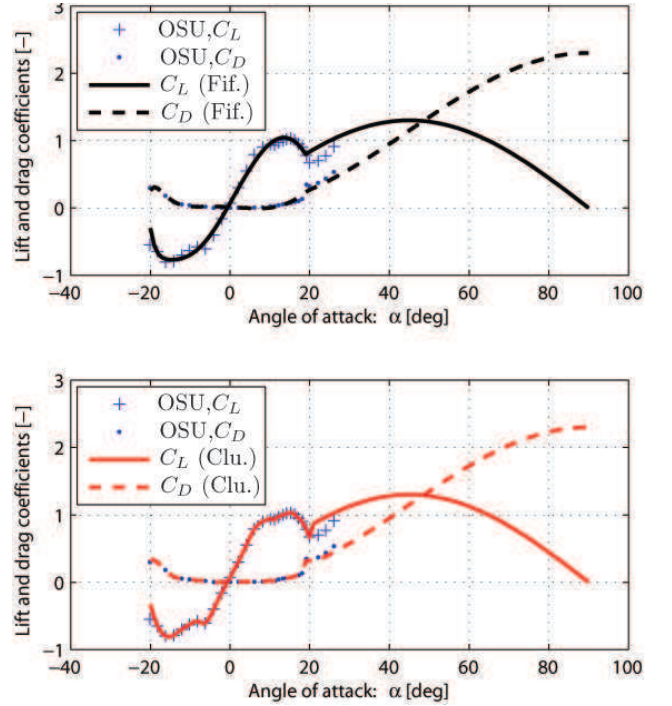 3
2
1
0
−1
−40
−20
0
20
40
60
80
100
Lift and drag coefficients [−]
Angle of attack: α [deg]
OSU,C_L
OSU,C_D
C_L (Fif.)
C_D (Fif.)
3
2
1
0
−1
−40
−20
0
20
40
60
80
100
Lift and drag coefficients [−]
Angle of attack: α [deg]
OSU,C_L
OSU,C_D
C_L (Clu.)
C_D (Clu.)